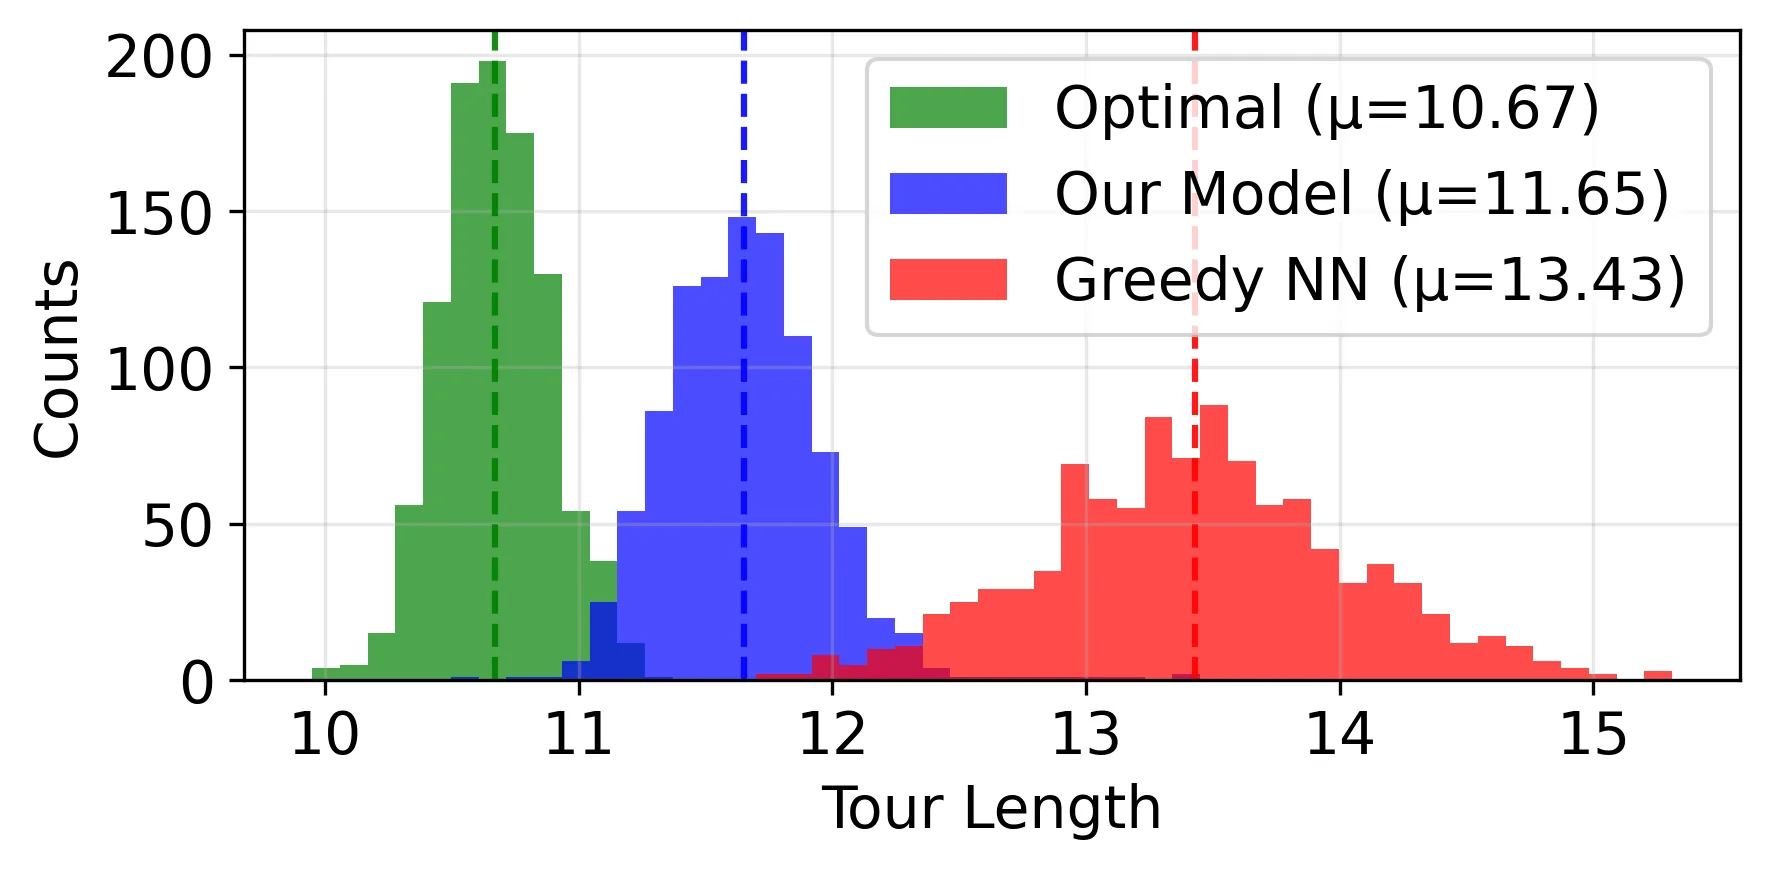 200
150
100
50
0
Counts
Optimal (μ=10.67)
Our Model (μ=11.65)
Greedy NN (μ=13.43)
10 11 12 13 14 15
Tour Length